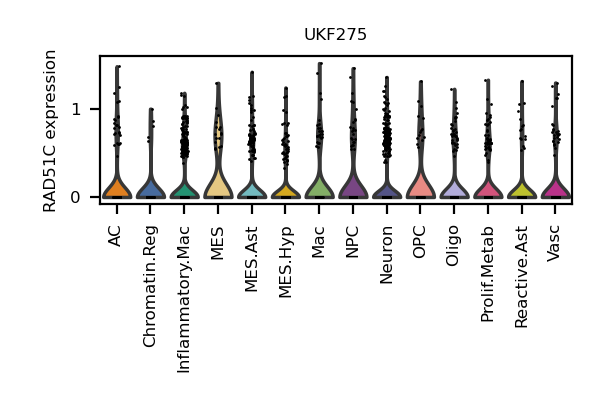 UKF275
RAD51C expression
1
0
AC
Chromatin.Reg
Inflammatory.Mac
MES
MES.Ast
MES.Hyp
Mac
NPC
Neuron
OPC
Oligo
Prolif.Metab
Reactive.Ast
Vasc